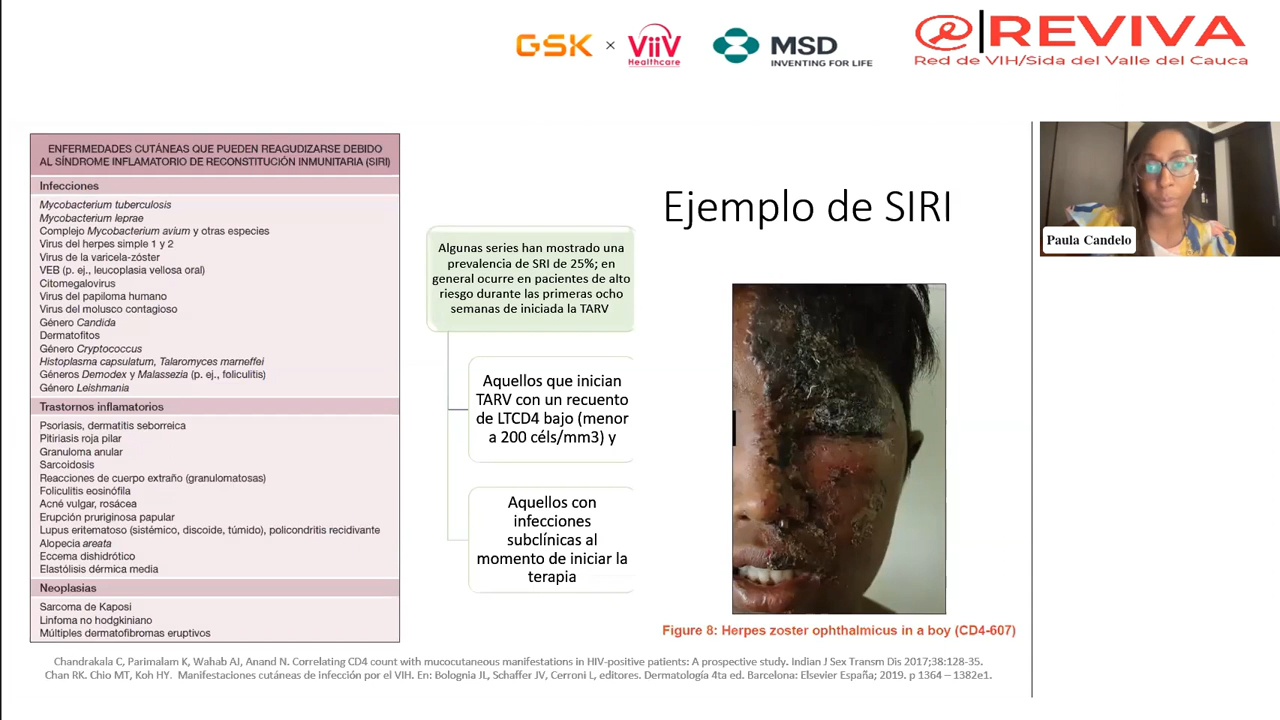 GSK × ViiV
Healthcare
MSD
INVENTING FOR LIFE
REVIVA
Red de VIH/Sida del Valle del Cauca
ENFERMEDADES CUTÁNEAS QUE PUEDEN REAGUDIZARSE DEBIDO
AL SÍNDROME INFLAMATORIO DE RECONSTITUCIÓN INMUNITARIA (SIRI)
Infecciones
Mycobacterium tuberculosis
Mycobacterium leprae
Complejo Mycobacterium avium y otras especies
Virus del herpes simple 1 y 2
Virus de la varicela-zóster
VEB (p. ej., leucoplasia vellosa oral)
Citomegalovirus
Virus del papiloma humano
Virus del molusco contagioso
Género Candida
Dermatofitos
Género Cryptococcus
Histoplasma capsulatum, Talaromyces marneffei
Géneros Demodex y Malassezia (p. ej., foliculitis)
Género Leishmania
Trastornos inflamatorios
Psoriasis, dermatitis seborreica
Pitiriasis roja pilar
Granuloma anular
Sarcoidosis
Reacciones de cuerpo extraño (granulomatosas)
Foliculitis eosinófila
Acné vulgar, rosácea
Erupción pruriginosa papular
Lupus eritematoso (sistémico, discoide, túmido), policondritis recidivante
Alopecia areata
Eccema dishidrótico
Elastólisis dérmica media
Neoplasias
Sarcoma de Kaposi
Linfoma no hodgkiniano
Múltiples dermatofibromas eruptivos
Algunas series han mostrado una
prevalencia de SRI de 25%; en
general ocurre en pacientes de alto
riesgo durante las primeras ocho
semanas de iniciada la TARV
Aquellos que inician
TARV con un recuento
de LTCD4 bajo (menor
a 200 céls/mm3) y
Aquellos con
infecciones
subclínicas al
momento de iniciar la
terapia
Ejemplo de SIRI
Figure 8: Herpes zoster ophthalmicus in a boy (CD4-607)
Paula Candelo
Chandrakala C, Parimalam K, Wahab AJ, Anand N. Correlating CD4 count with mucocutaneous manifestations in HIV-positive patients: A prospective study. Indian J Sex Transm Dis 2017;38:128-35.
Chan RK. Chio MT, Koh HY. Manifestaciones cutáneas de infección por el VIH. En: Bolognia JL, Schaffer JV, Cerroni L, editores. Dermatología 4ta ed. Barcelona: Elsevier España; 2019. p 1364 – 1382e1.